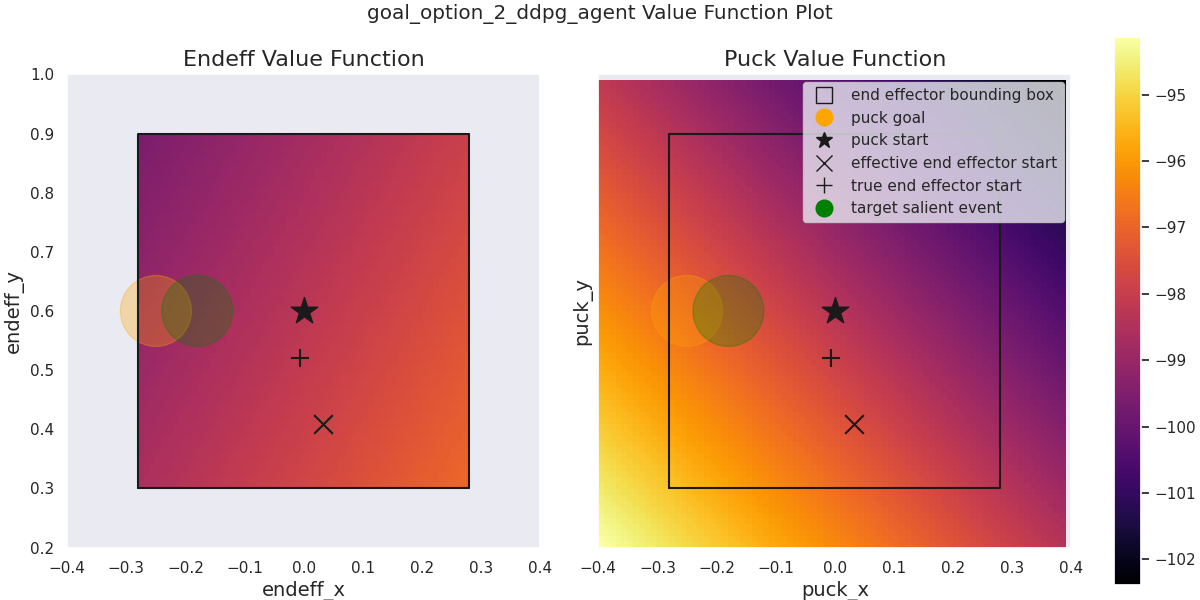 goal_option_2_ddpg_agent Value Function Plot
Endeff Value Function
1.0
0.9
0.8
0.7
0.6
0.5
0.4
0.3
0.2
endeff_y
−0.4 −0.3 −0.2 −0.1 0.0 0.1 0.2 0.3 0.4
endeff_x
Puck Value Function
end effector bounding box
puck goal
puck start
effective end effector start
true end effector start
target salient event
puck_y
−0.4 −0.3 −0.2 −0.1 0.0 0.1 0.2 0.3 0.4
puck_x
−95
−96
−97
−98
−99
−100
−101
−102